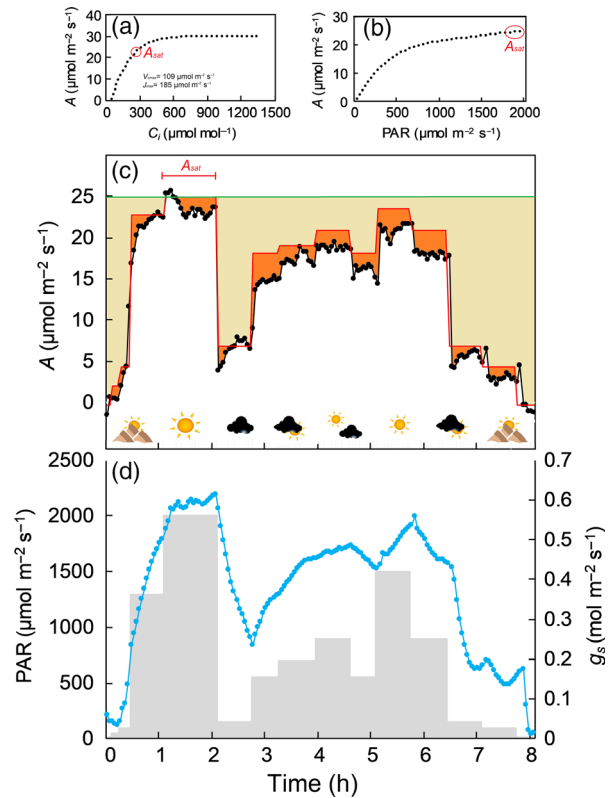 (a)
A (µmol m⁻² s⁻¹)
40
30
20
10
0
A_sat
V_cmax= 109 µmol m⁻² s⁻¹
J_max= 185 µmol m⁻² s⁻¹
0 300 600 900 1200 1500
C_i (µmol mol⁻¹)
(b)
A (µmol m⁻² s⁻¹)
30
20
10
0
A_sat
0 500 1000 1500 2000
PAR (µmol m⁻² s⁻¹)
(c)
A_sat
A (µmol m⁻² s⁻¹)
25
20
15
10
5
0
(d)
PAR (µmol m⁻² s⁻¹)
2500
2000
1500
1000
500
0
0.7
0.6
0.5
0.4
0.3
0.2
0.1
0
g_s (mol m⁻² s⁻¹)
0 1 2 3 4 5 6 7 8
Time (h)